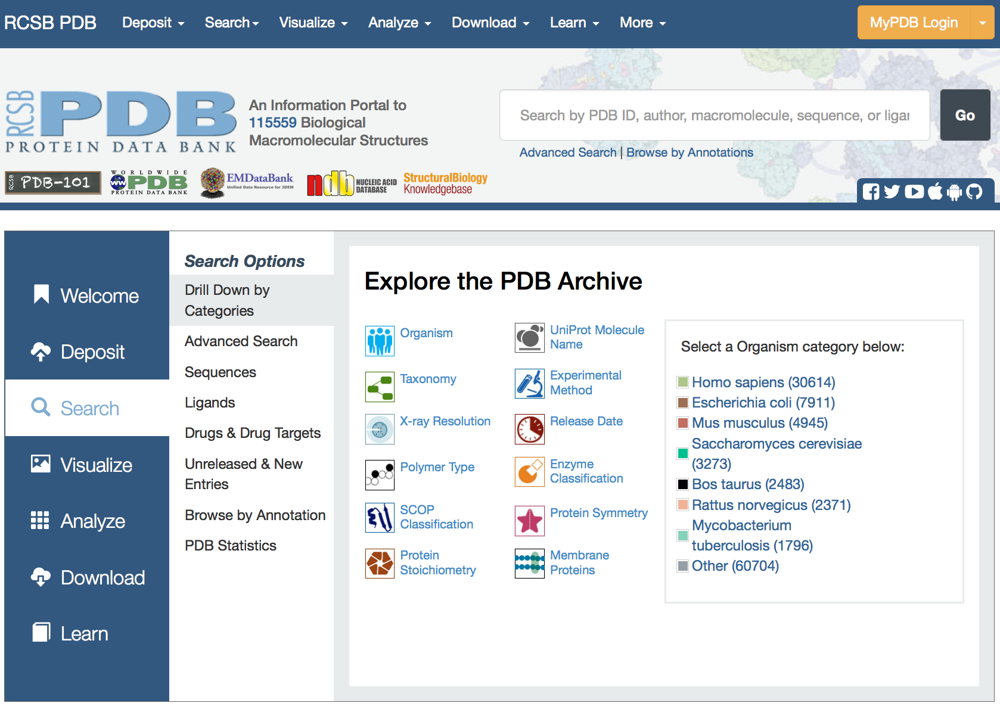 RCSB PDB Deposit Search Visualize Analyze Download Learn More MyPDB Login
RCSB PDB
PROTEIN DATA BANK
An Information Portal to
115559 Biological
Macromolecular Structures
Search by PDB ID, author, macromolecule, sequence, or ligar
Go
Advanced Search | Browse by Annotations
RCSB PDB-101
WORLDWIDE
PDB
PROTEIN DATA BANK
EMDataBank
Unified Data Resource for 3DEM
ndb NUCLEIC ACID
DATABASE
StructuralBiology
Knowledgebase
Welcome
Deposit
Search
Visualize
Analyze
Download
Learn
Search Options
Drill Down by
Categories
Advanced Search
Sequences
Ligands
Drugs & Drug Targets
Unreleased & New
Entries
Browse by Annotation
PDB Statistics
Explore the PDB Archive
Organism
Taxonomy
X-ray Resolution
Polymer Type
SCOP
Classification
Protein
Stoichiometry
UniProt Molecule
Name
Experimental
Method
Release Date
Enzyme
Classification
Protein Symmetry
Membrane
Proteins
Select a Organism category below:
Homo sapiens (30614)
Escherichia coli (7911)
Mus musculus (4945)
Saccharomyces cerevisiae
(3273)
Bos taurus (2483)
Rattus norvegicus (2371)
Mycobacterium
tuberculosis (1796)
Other (60704)